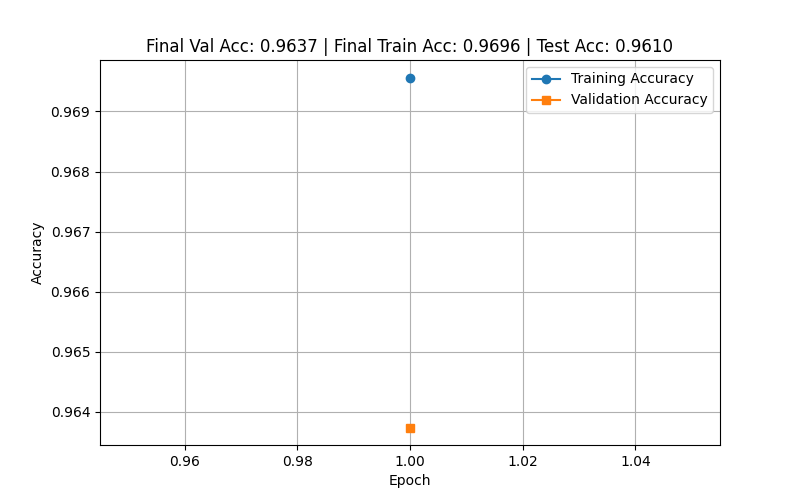 Final Val Acc: 0.9637 | Final Train Acc: 0.9696 | Test Acc: 0.9610
Training Accuracy
Validation Accuracy
0.969
0.968
0.967
0.966
0.965
0.964
Accuracy
0.96 0.98 1.00 1.02 1.04
Epoch